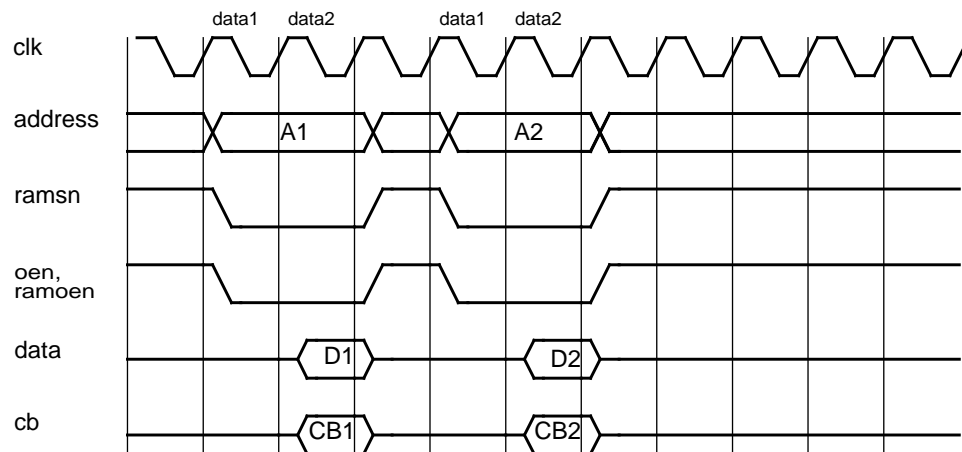 data1 data2 data1 data2
clk
address A1 A2
ramsn
oen,
ramoen
data D1 D2
cb CB1 CB2